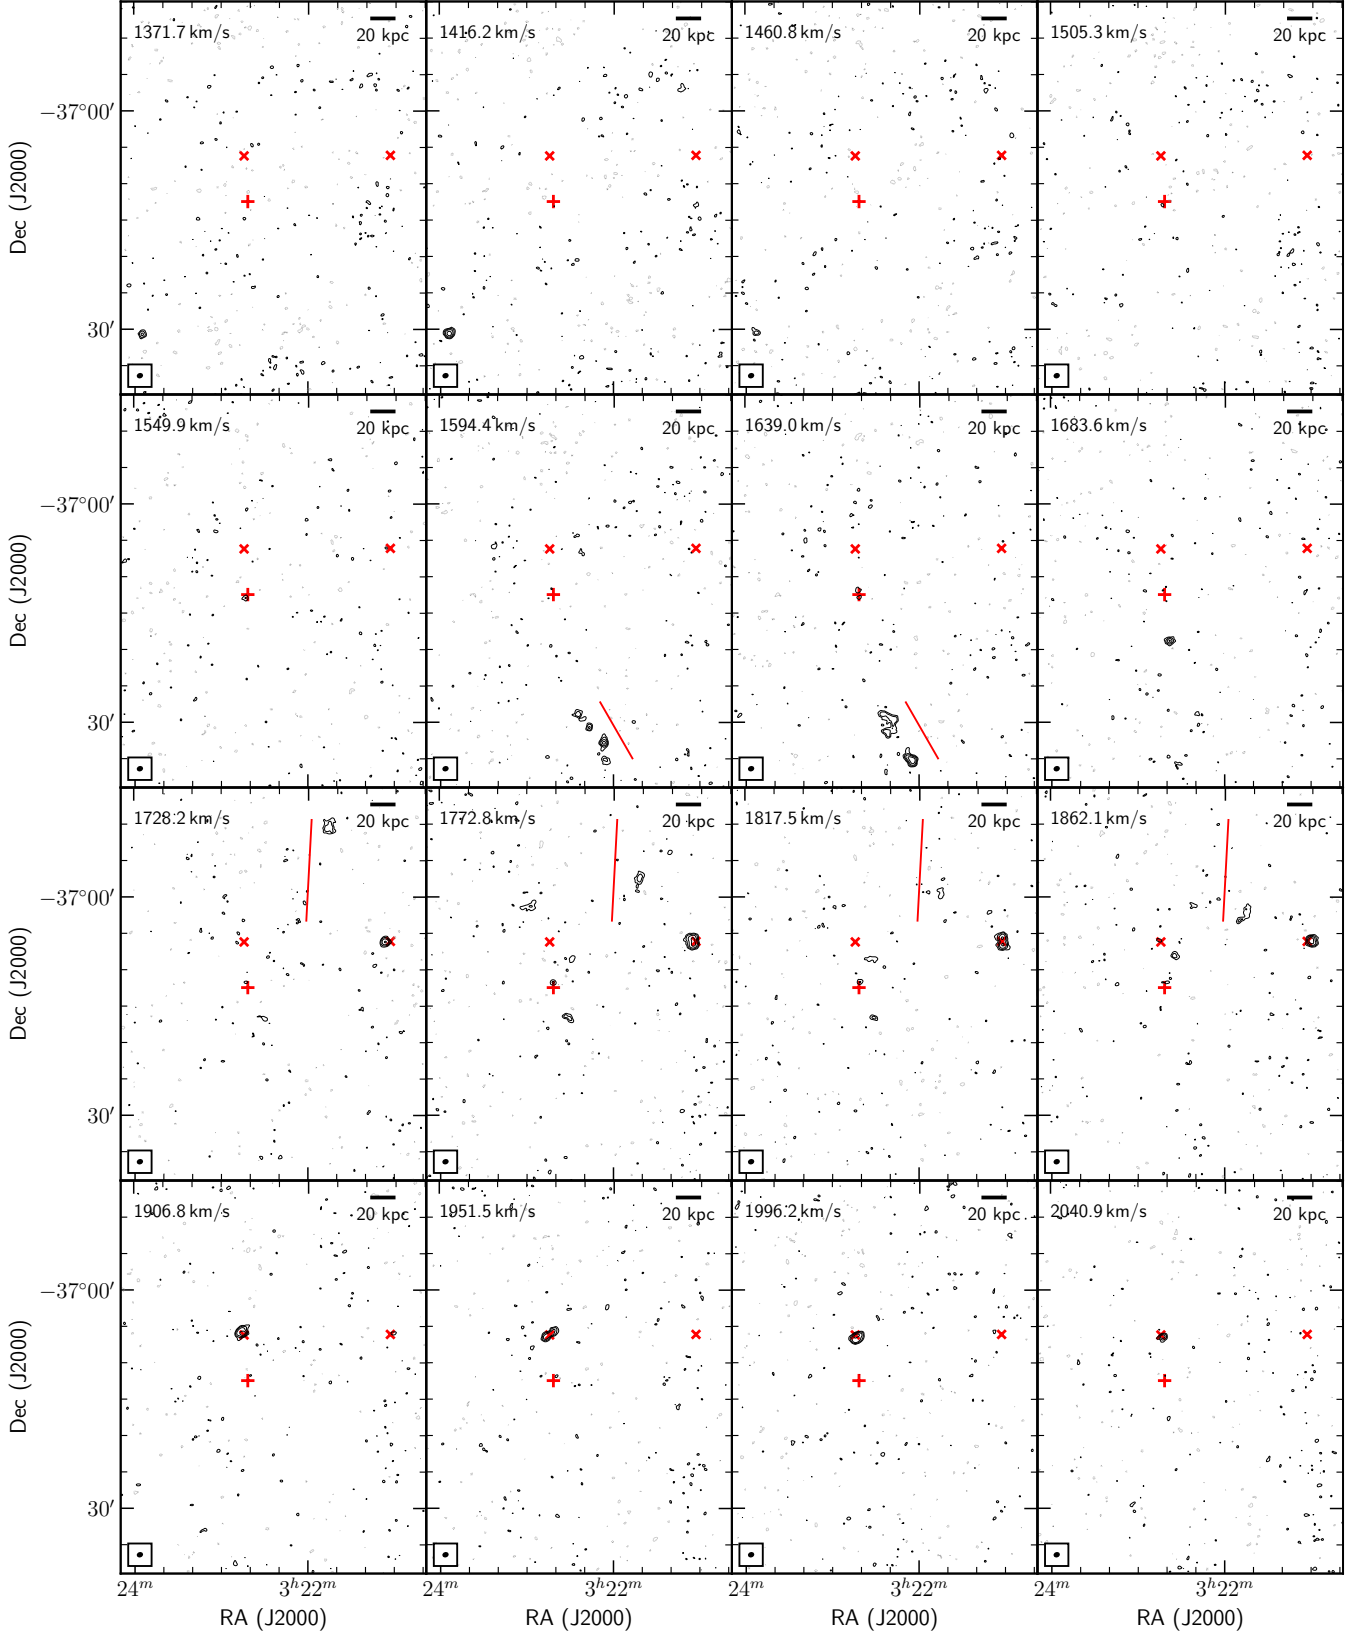 1371.7 km/s 20 kpc 1416.2 km/s 20 kpc 1460.8 km/s 20 kpc 1505.3 km/s 20 kpc
−37°00′
Dec (J2000)
30′
1549.9 km/s 20 kpc 1594.4 km/s 20 kpc 1639.0 km/s 20 kpc 1683.6 km/s 20 kpc
−37°00′
Dec (J2000)
30′
1728.2 km/s 20 kpc 1772.8 km/s 20 kpc 1817.5 km/s 20 kpc 1862.1 km/s 20 kpc
−37°00′
Dec (J2000)
30′
1906.8 km/s 20 kpc 1951.5 km/s 20 kpc 1996.2 km/s 20 kpc 2040.9 km/s 20 kpc
−37°00′
Dec (J2000)
30′
24ᵐ 3ʰ22ᵐ 24ᵐ 3ʰ22ᵐ 24ᵐ 3ʰ22ᵐ 24ᵐ 3ʰ22ᵐ
RA (J2000) RA (J2000) RA (J2000) RA (J2000)